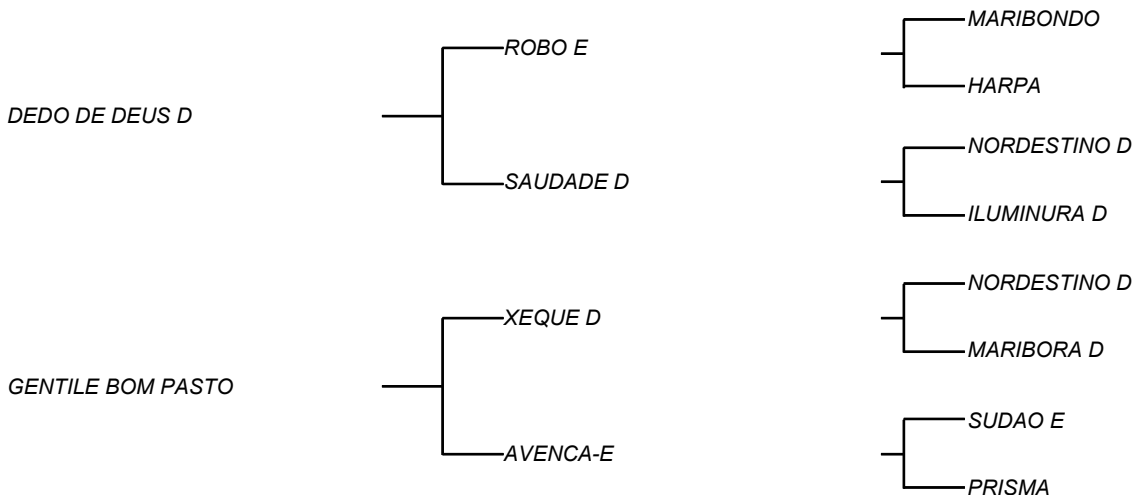 MARIBONDO
ROBO E
HARPA
DEDO DE DEUS D
NORDESTINO D
SAUDADE D
ILUMINURA D
NORDESTINO D
XEQUE D
MARIBORA D
GENTILE BOM PASTO
SUDAO E
AVENCA-E
PRISMA